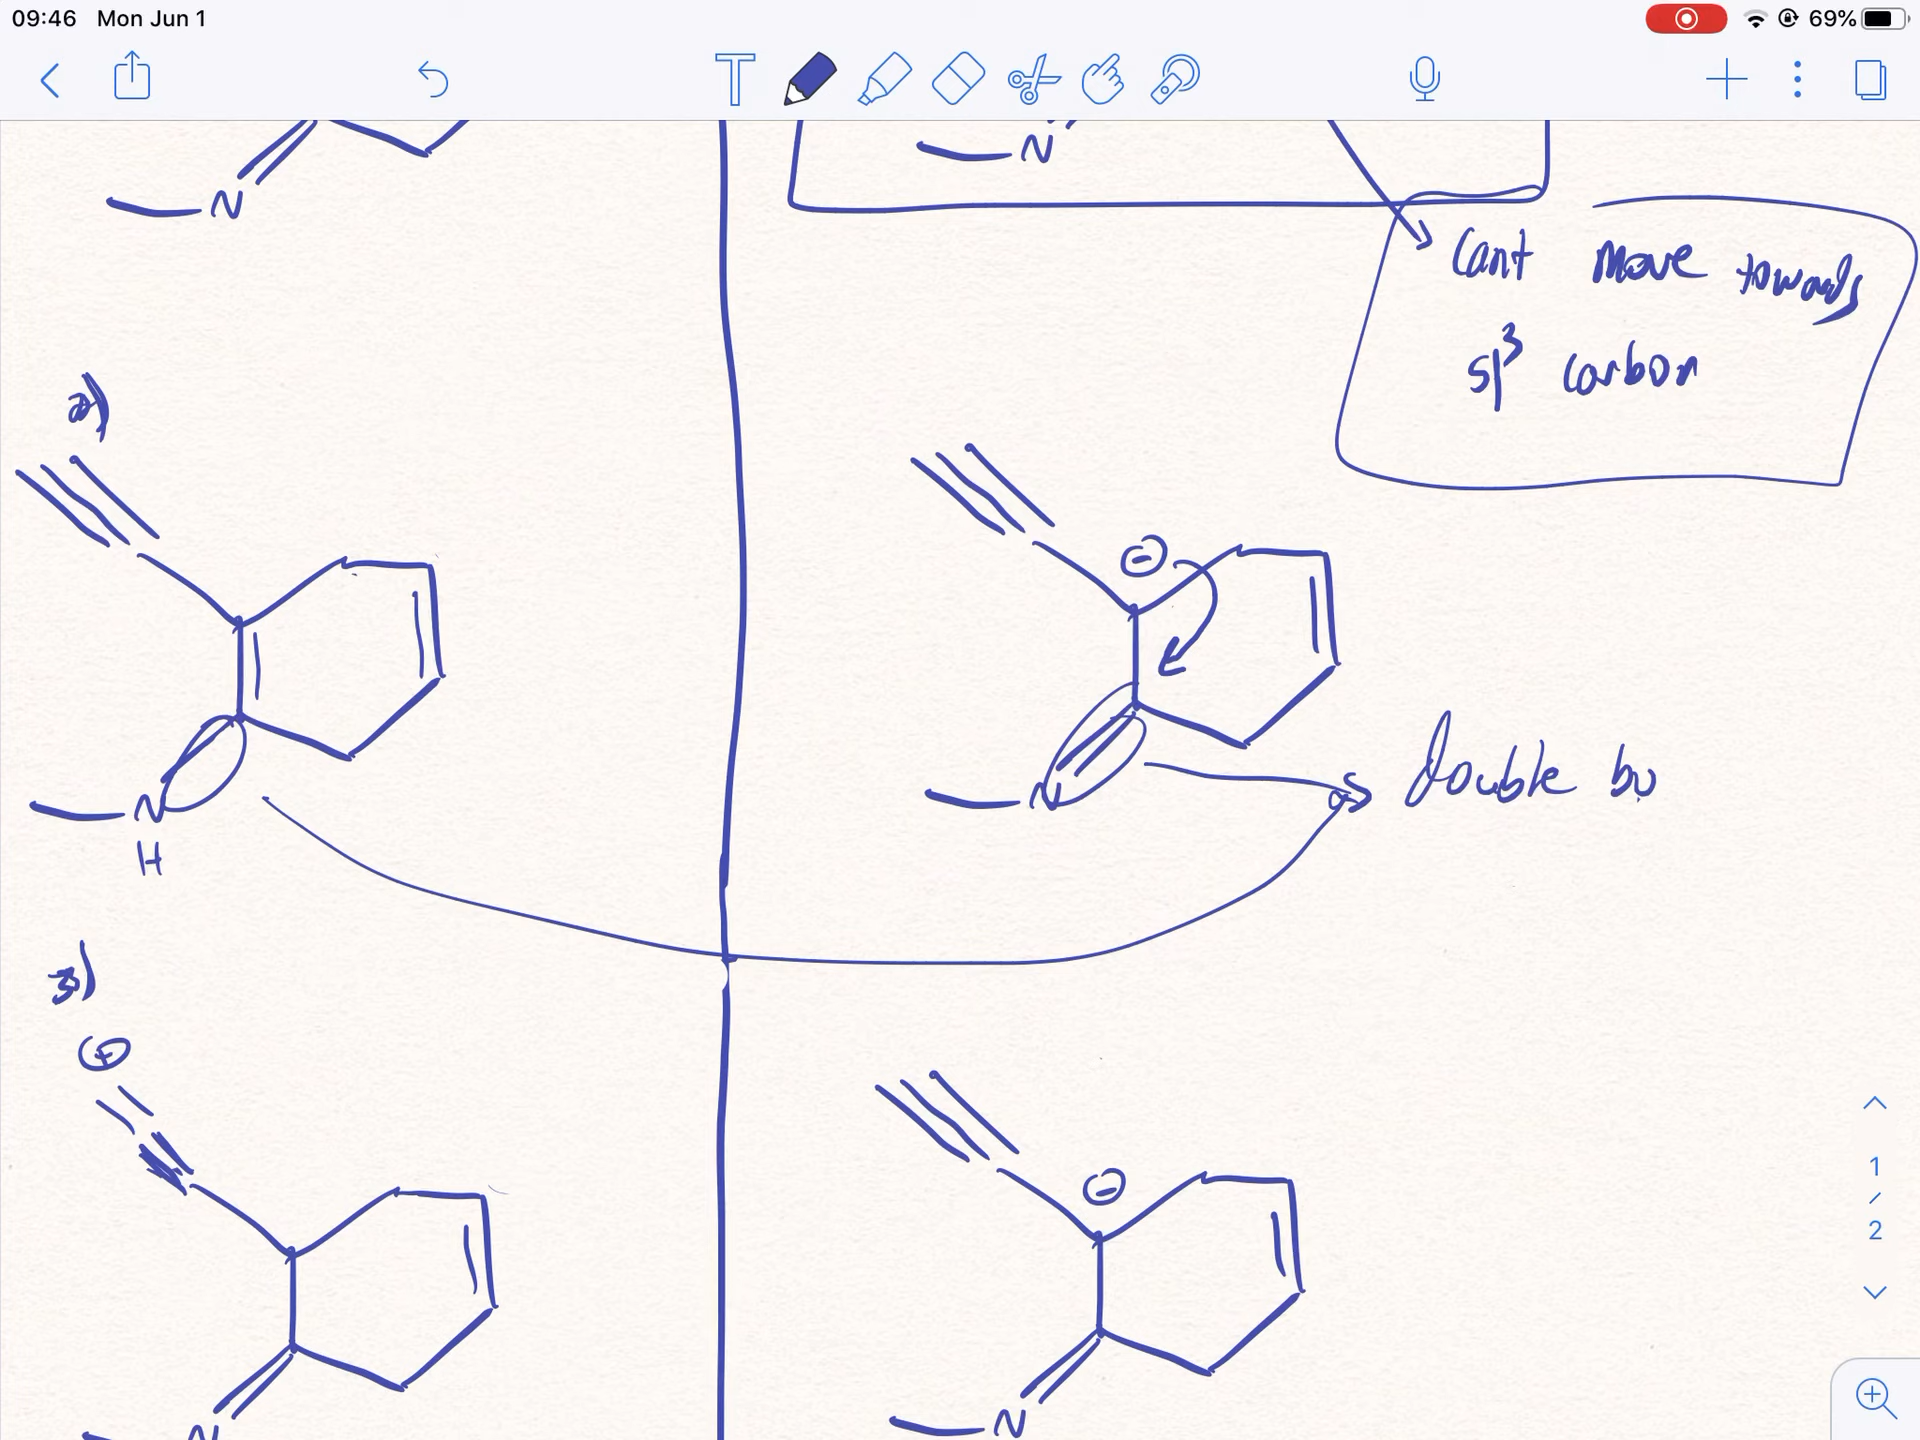 09:46 Mon Jun 1
69%
T
N
N
Cant move towards
sp³ carbon
2)
⊖
N
H
N
Double bo
3)
⊕
⊖
N
N
1
/
2